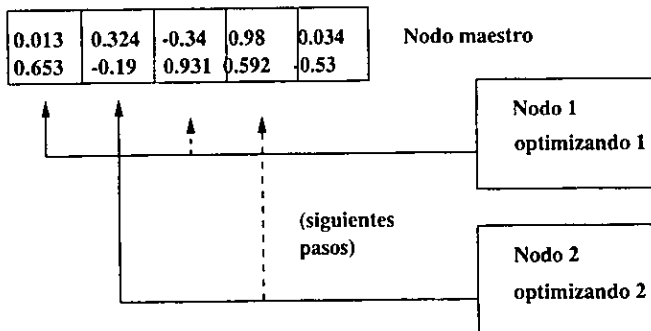 0.013 0.324 -0.34 0.98 0.034 Nodo maestro
0.653 -0.19 0.931 0.592 -0.53
Nodo 1
optimizando 1
(siguientes
pasos)
Nodo 2
optimizando 2